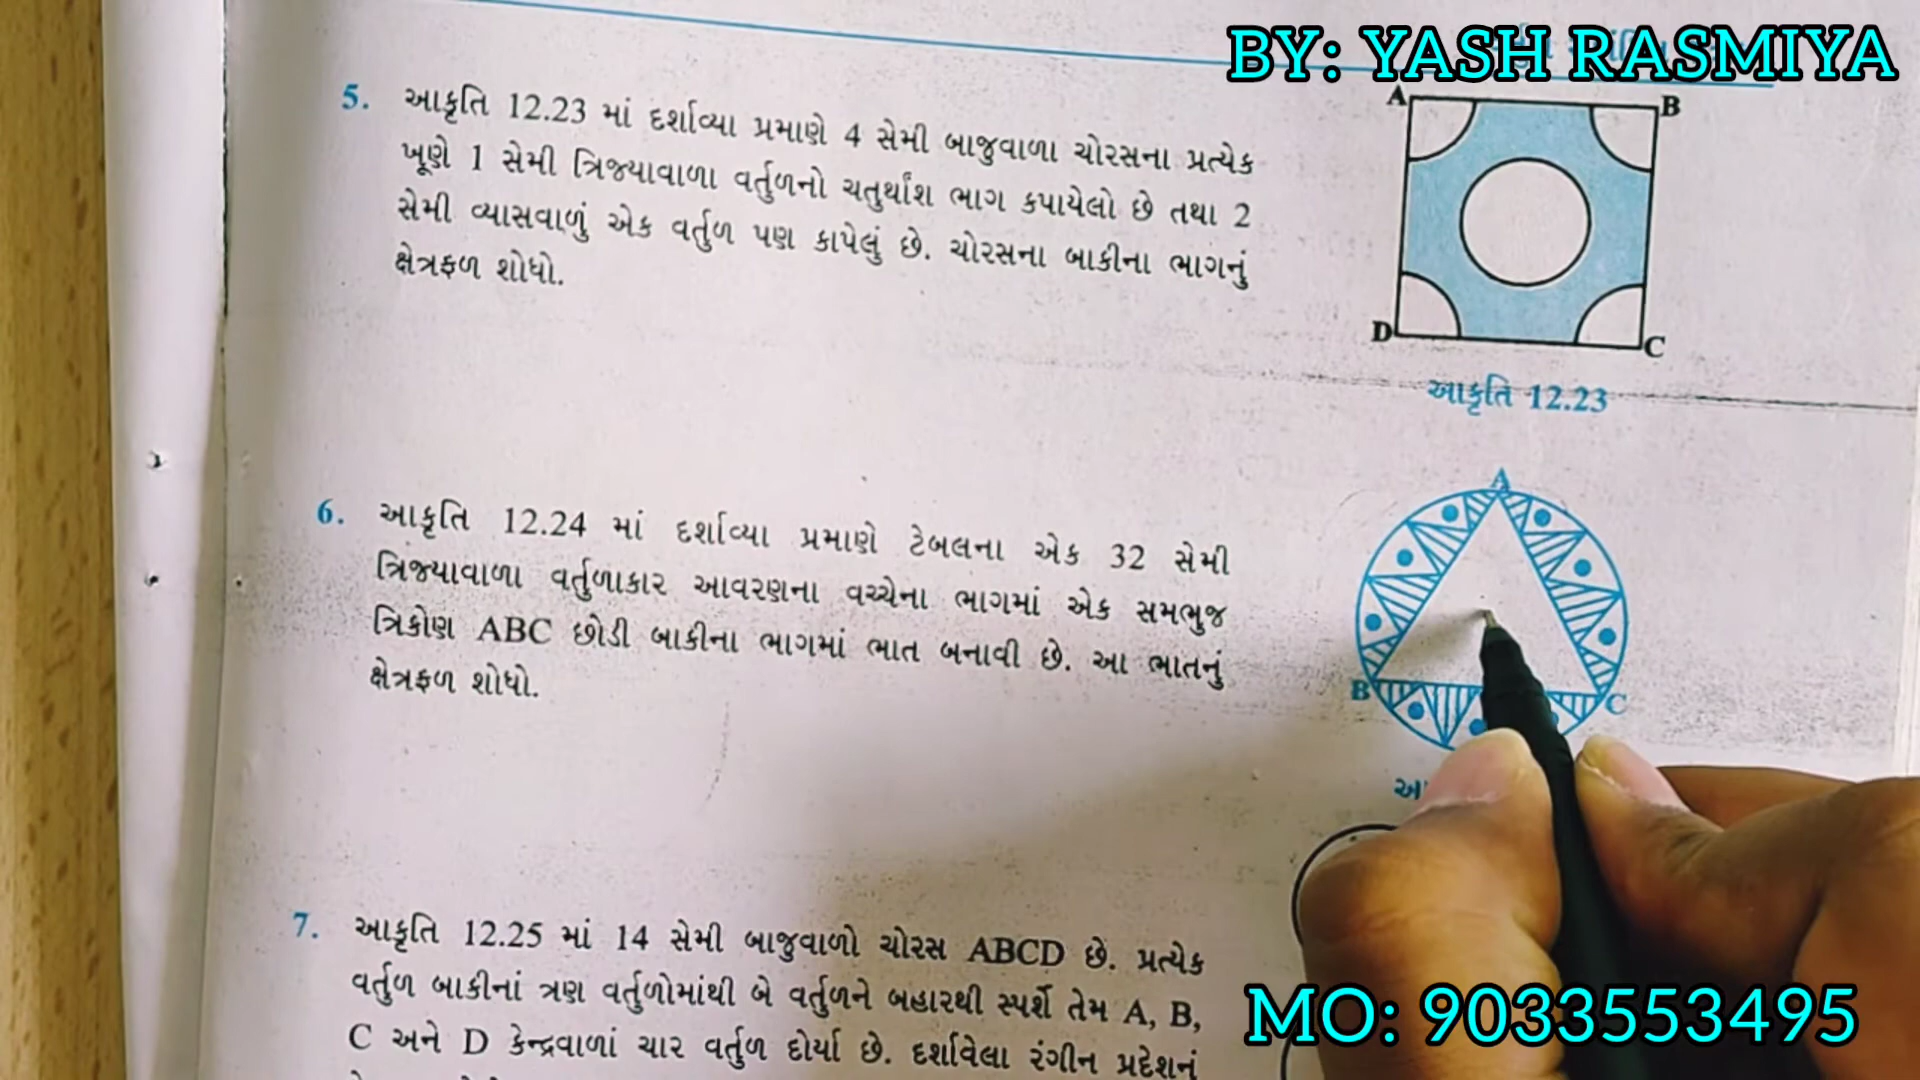 BY: YASH RASMIYA
5. આકૃતિ 12.23 માં દર્શાવ્યા પ્રમાણે 4 સેમી બાજુવાળા ચોરસના પ્રત્યેક
ખૂણે 1 સેમી ત્રિજ્યાવાળા વર્તુળનો ચતુર્થાંશ ભાગ કપાયેલો છે તથા 2
સેમી વ્યાસવાળું એક વર્તુળ પણ કાપેલું છે. ચોરસના બાકીના ભાગનું
ક્ષેત્રફળ શોધો.
A
B
D
C
આકૃતિ 12.23
6. આકૃતિ 12.24 માં દર્શાવ્યા પ્રમાણે ટેબલના એક 32 સેમી
ત્રિજ્યાવાળા વર્તુળાકાર આવરણના વચ્ચેના ભાગમાં એક સમભુજ
ત્રિકોણ ABC છોડી બાકીના ભાગમાં ભાત બનાવી છે. આ ભાતનું
ક્ષેત્રફળ શોધો.
A
B
C
7. આકૃતિ 12.25 માં 14 સેમી બાજુવાળો ચોરસ ABCD છે. પ્રત્યેક
વર્તુળ બાકીનાં ત્રણ વર્તુળોમાંથી બે વર્તુળને બહારથી સ્પર્શે તેમ A, B,
C અને D કેન્દ્રવાળાં ચાર વર્તુળ દોર્યા છે. દર્શાવેલા રંગીન પ્રદેશનું
MO: 9033553495